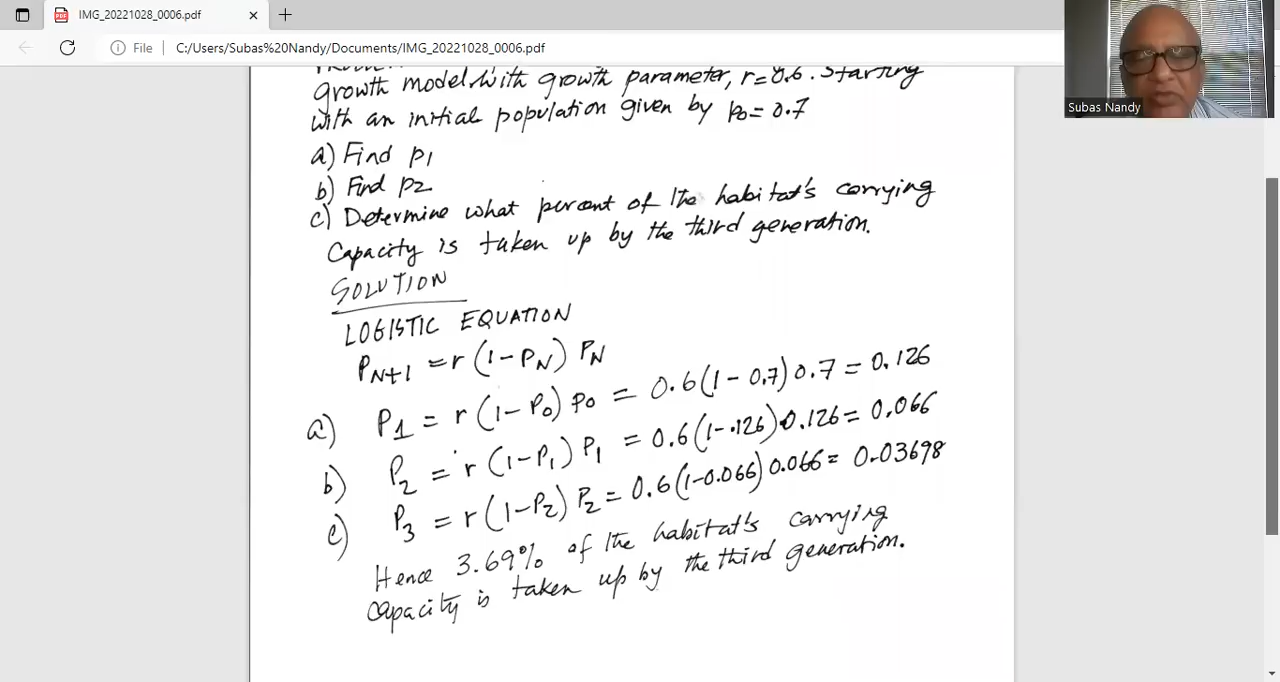 IMG_20221028_0006.pdf
File
C:/Users/Subas%20Nandy/Documents/IMG_20221028_0006.pdf
Subas Nandy
growth model with growth parameter, r=0.6. Starting
with an initial population given by p0 = 0.7
a) Find p1
b) Find p2
c) Determine what percent of the habitat's carrying
capacity is taken up by the third generation.
SOLUTION
LOGISTIC EQUATION
PN+1 = r (1-PN) PN
a) P1 = r (1-P0) p0 = 0.6(1-0.7) 0.7 = 0.126
b) P2 = r (1-P1) P1 = 0.6(1-.126) 0.126 = 0.066
c) P3 = r (1-P2) P2 = 0.6(1-0.066) 0.066 = 0.03698
Hence 3.69% of the habitat's carrying
capacity is taken up by the third generation.